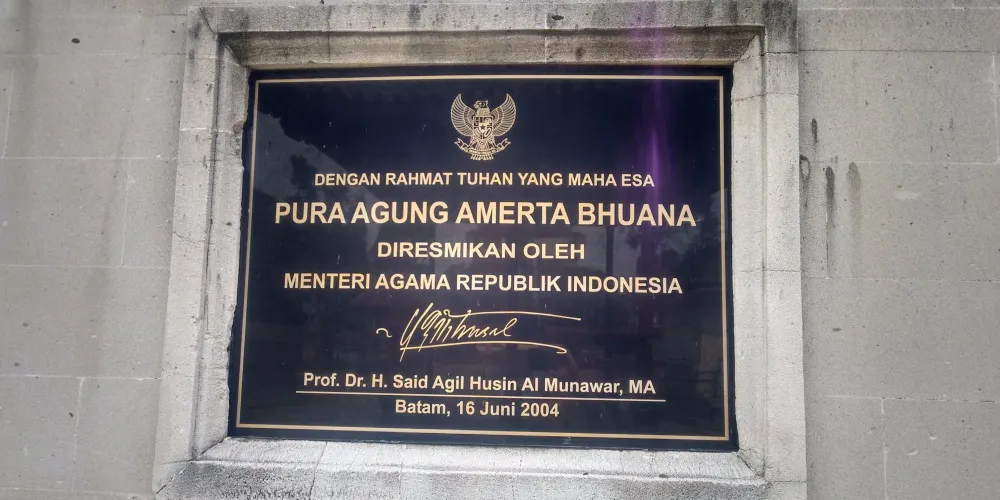 DENGAN RAHMAT TUHAN YANG MAHA ESA
PURA AGUNG AMERTA BHUANA
DIRESMIKAN OLEH
MENTERI AGAMA REPUBLIK INDONESIA
Prof. Dr. H. Said Agil Husin Al Munawar, MA
Batam, 16 Juni 2004